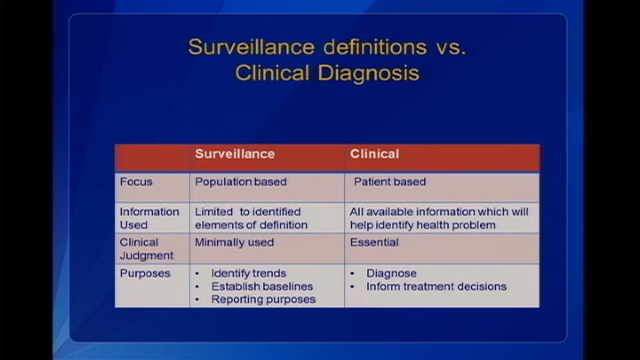 Surveillance definitions vs.
Clinical Diagnosis
Surveillance Clinical
Focus Population based Patient based
Information Limited to identified All available information which will
Used elements of definition help identify health problem
Clinical Minimally used Essential
Judgment
Purposes • Identify trends • Diagnose
• Establish baselines • Inform treatment decisions
• Reporting purposes